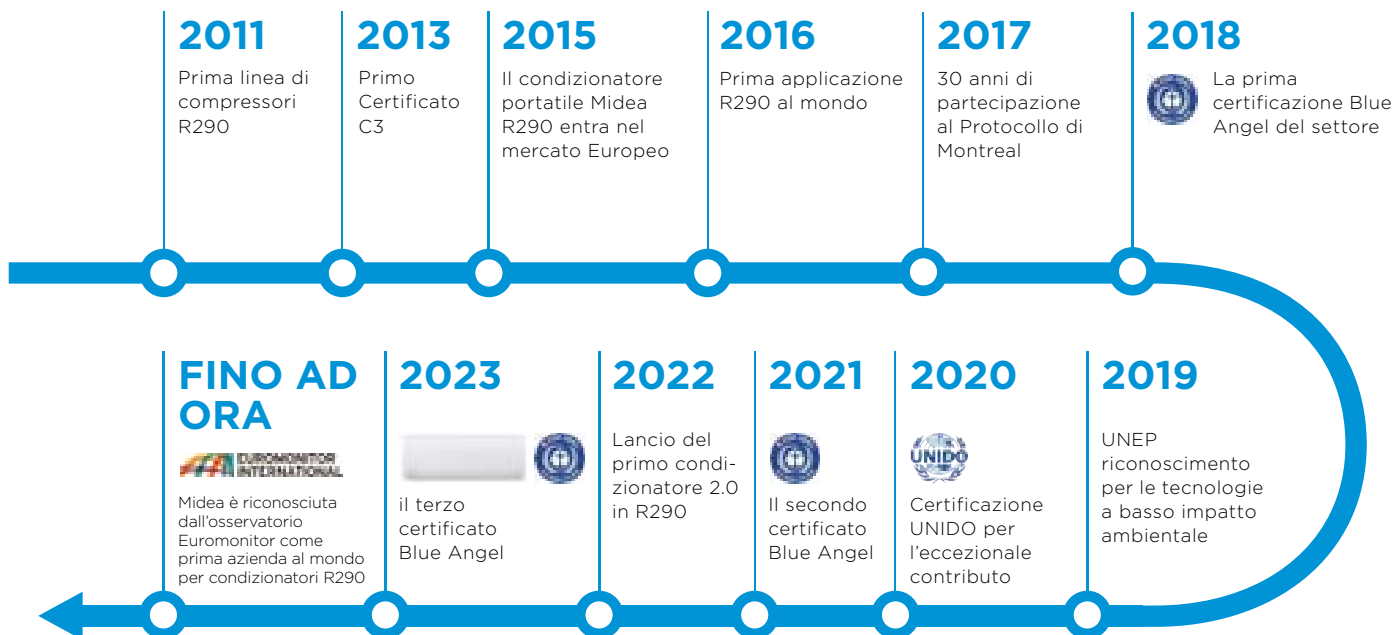 2011
Prima linea di
compressori
R290
2013
Primo
Certificato
C3
2015
Il condizionatore
portatile Midea
R290 entra nel
mercato Europeo
2016
Prima applicazione
R290 al mondo
2017
30 anni di
partecipazione
al Protocollo di
Montreal
2018
La prima
certificazione Blue
Angel del settore
2019
UNEP
riconoscimento
per le tecnologie
a basso impatto
ambientale
2020
UNIDO
Certificazione
UNIDO per
l’eccezionale
contributo
2021
Il secondo
certificato
Blue Angel
2022
Lancio del
primo condi-
zionatore 2.0
in R290
2023
il terzo
certificato
Blue Angel
FINO AD
ORA
EUROMONITOR
INTERNATIONAL
Midea è riconosciuta
dall’osservatorio
Euromonitor come
prima azienda al mondo
per condizionatori R290